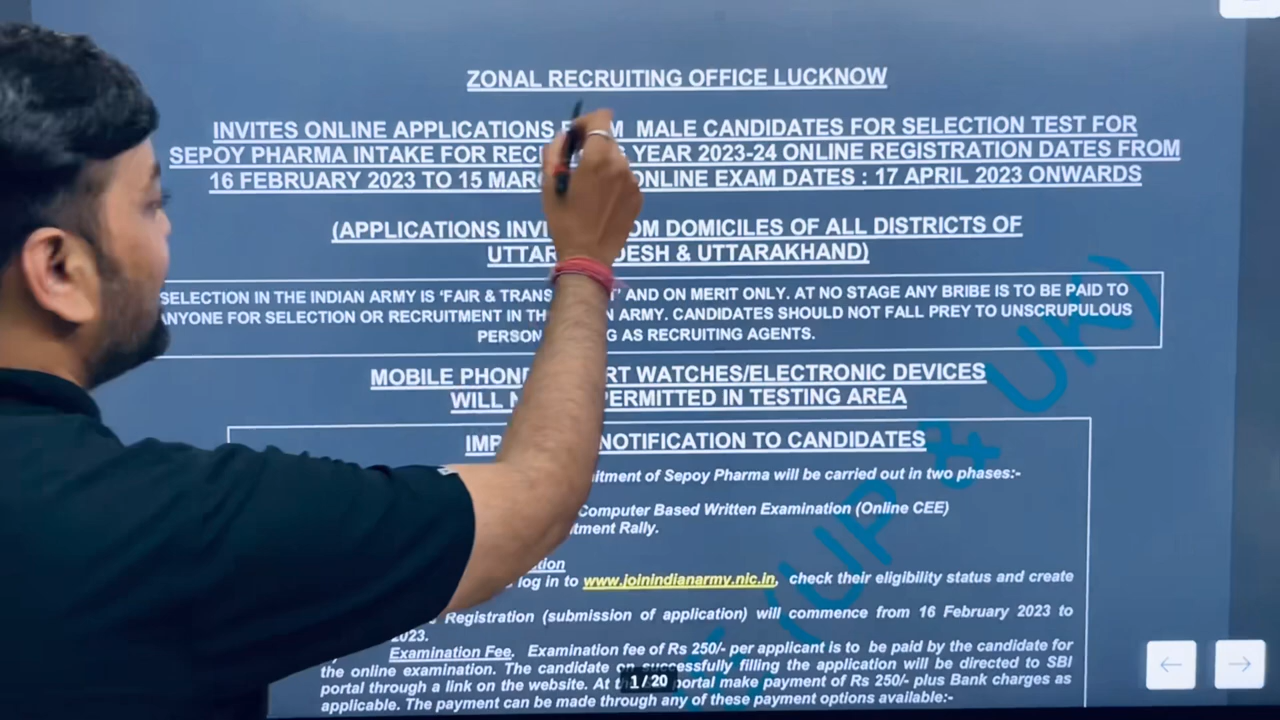 ZONAL RECRUITING OFFICE LUCKNOW
INVITES ONLINE APPLICATIONS M MALE CANDIDATES FOR SELECTION TEST FOR
SEPOY PHARMA INTAKE FOR YEAR 2023-24 ONLINE REGISTRATION DATES FROM
16 FEBRUARY 2023 TO 15 MAR ONLINE EXAM DATES : 17 APRIL 2023 ONWARDS
(APPLICATIONS INVI OM DOMICILES OF ALL DISTRICTS OF
UTTAR DESH & UTTARAKHAND)
SELECTION IN THE INDIAN ARMY IS ‘FAIR & TRANS T’ AND ON MERIT ONLY. AT NO STAGE ANY BRIBE IS TO BE PAID TO
ANYONE FOR SELECTION OR RECRUITMENT IN TH N ARMY. CANDIDATES SHOULD NOT FALL PREY TO UNSCRUPULOUS
PERSON G AS RECRUITING AGENTS.
MOBILE PHONE RT WATCHES/ELECTRONIC DEVICES
WILL N PERMITTED IN TESTING AREA
IMP NOTIFICATION TO CANDIDATES
itment of Sepoy Pharma will be carried out in two phases:-
Computer Based Written Examination (Online CEE)
tment Rally.
tion
log in to www.joinindianarmy.nic.in, check their eligibility status and create
Registration (submission of application) will commence from 16 February 2023 to
2023.
Examination Fee. Examination fee of Rs 250/- per applicant is to be paid by the candidate for
the online examination. The candidate on successfully filling the application will be directed to SBI
portal through a link on the website. At t portal make payment of Rs 250/- plus Bank charges as
applicable. The payment can be made through any of these payment options available:-
(UP & UK)
1 / 20